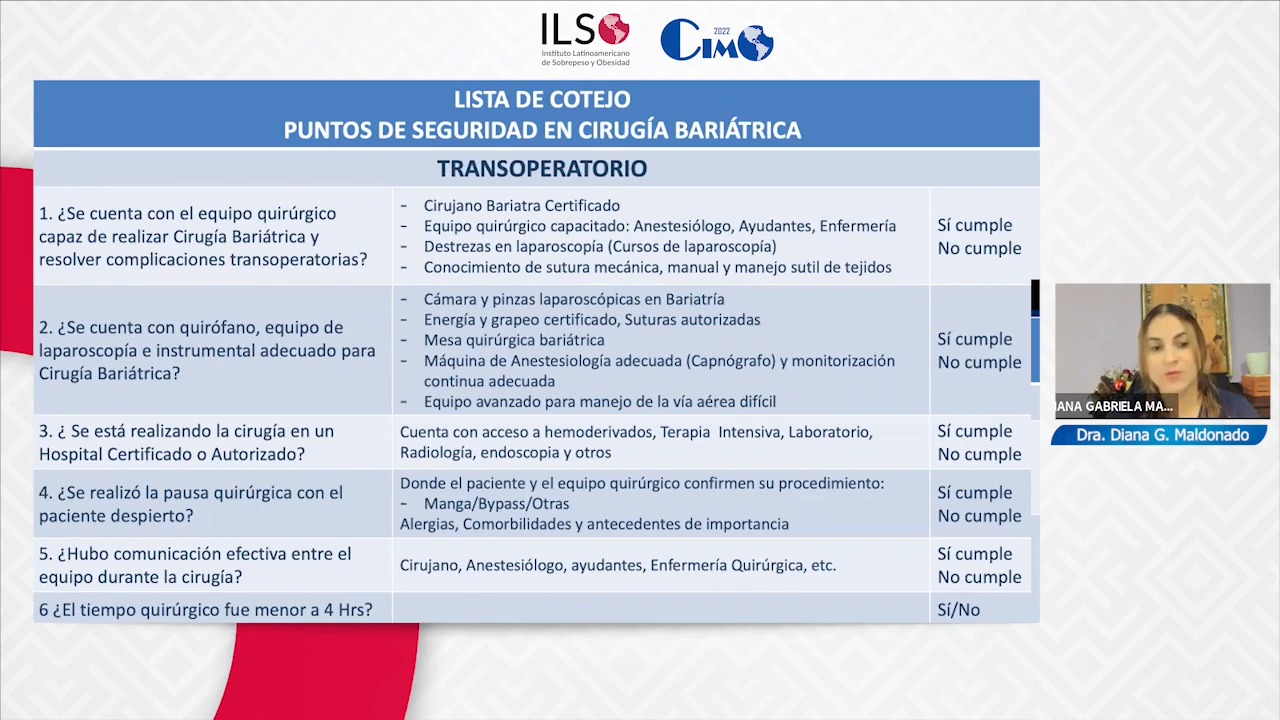 ILSO
Instituto Latinoamericano
de Sobrepeso y Obesidad
2022
CIMO
LISTA DE COTEJO
PUNTOS DE SEGURIDAD EN CIRUGÍA BARIÁTRICA
TRANSOPERATORIO
1. ¿Se cuenta con el equipo quirúrgico
capaz de realizar Cirugía Bariátrica y
resolver complicaciones transoperatorias?
- Cirujano Bariatra Certificado
- Equipo quirúrgico capacitado: Anestesiólogo, Ayudantes, Enfermería
- Destrezas en laparoscopía (Cursos de laparoscopía)
- Conocimiento de sutura mecánica, manual y manejo sutil de tejidos
Sí cumple
No cumple
2. ¿Se cuenta con quirófano, equipo de
laparoscopía e instrumental adecuado para
Cirugía Bariátrica?
- Cámara y pinzas laparoscópicas en Bariatría
- Energía y grapeo certificado, Suturas autorizadas
- Mesa quirúrgica bariátrica
- Máquina de Anestesiología adecuada (Capnógrafo) y monitorización
continua adecuada
- Equipo avanzado para manejo de la vía aérea difícil
Sí cumple
No cumple
3. ¿ Se está realizando la cirugía en un
Hospital Certificado o Autorizado?
Cuenta con acceso a hemoderivados, Terapia Intensiva, Laboratorio,
Radiología, endoscopia y otros
Sí cumple
No cumple
4. ¿Se realizó la pausa quirúrgica con el
paciente despierto?
Donde el paciente y el equipo quirúrgico confirmen su procedimiento:
- Manga/Bypass/Otras
Alergias, Comorbilidades y antecedentes de importancia
Sí cumple
No cumple
5. ¿Hubo comunicación efectiva entre el
equipo durante la cirugía?
Cirujano, Anestesiólogo, ayudantes, Enfermería Quirúrgica, etc.
Sí cumple
No cumple
6 ¿El tiempo quirúrgico fue menor a 4 Hrs?
Sí/No
IANA GABRIELA MA...
Dra. Diana G. Maldonado